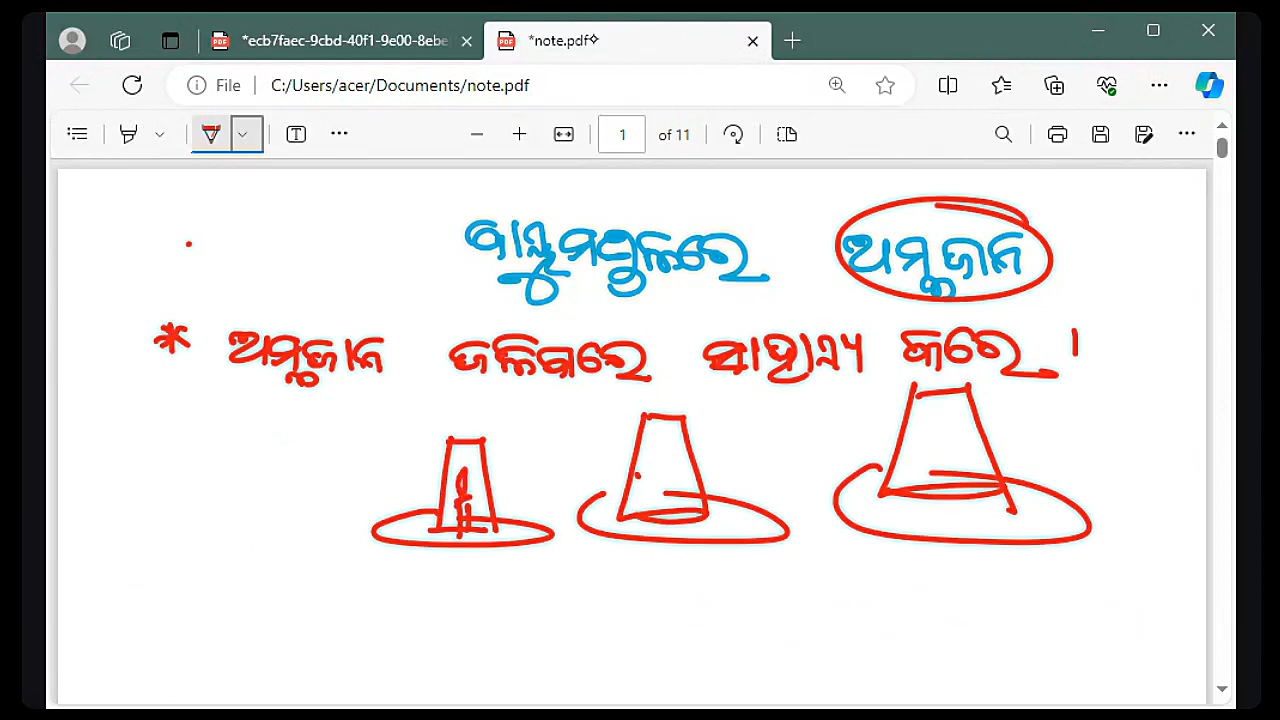 *ecb7faec-9cbd-40f1-9e00-8ebe
*note.pdf
File C:/Users/acer/Documents/note.pdf
1 of 11
ବାୟୁମଣ୍ଡଳରେ ଅମ୍ଳଜାନ
* ଅମ୍ଳଜାନ ଜଳିବାରେ ସାହାଯ୍ୟ କରେ ।